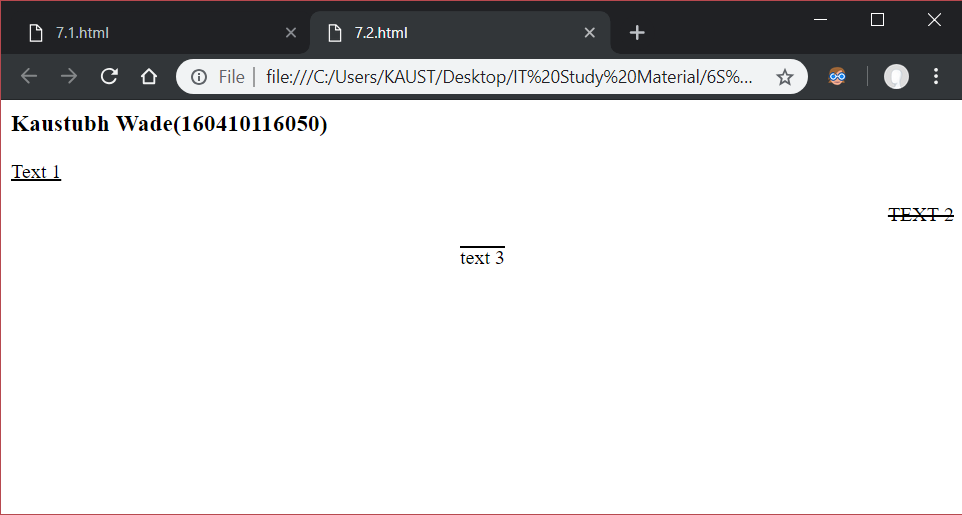 7.1.html
7.2.html
File | file:///C:/Users/KAUST/Desktop/IT%20Study%20Material/6S%...
Kaustubh Wade(160410116050)
Text 1
TEXT 2
text 3